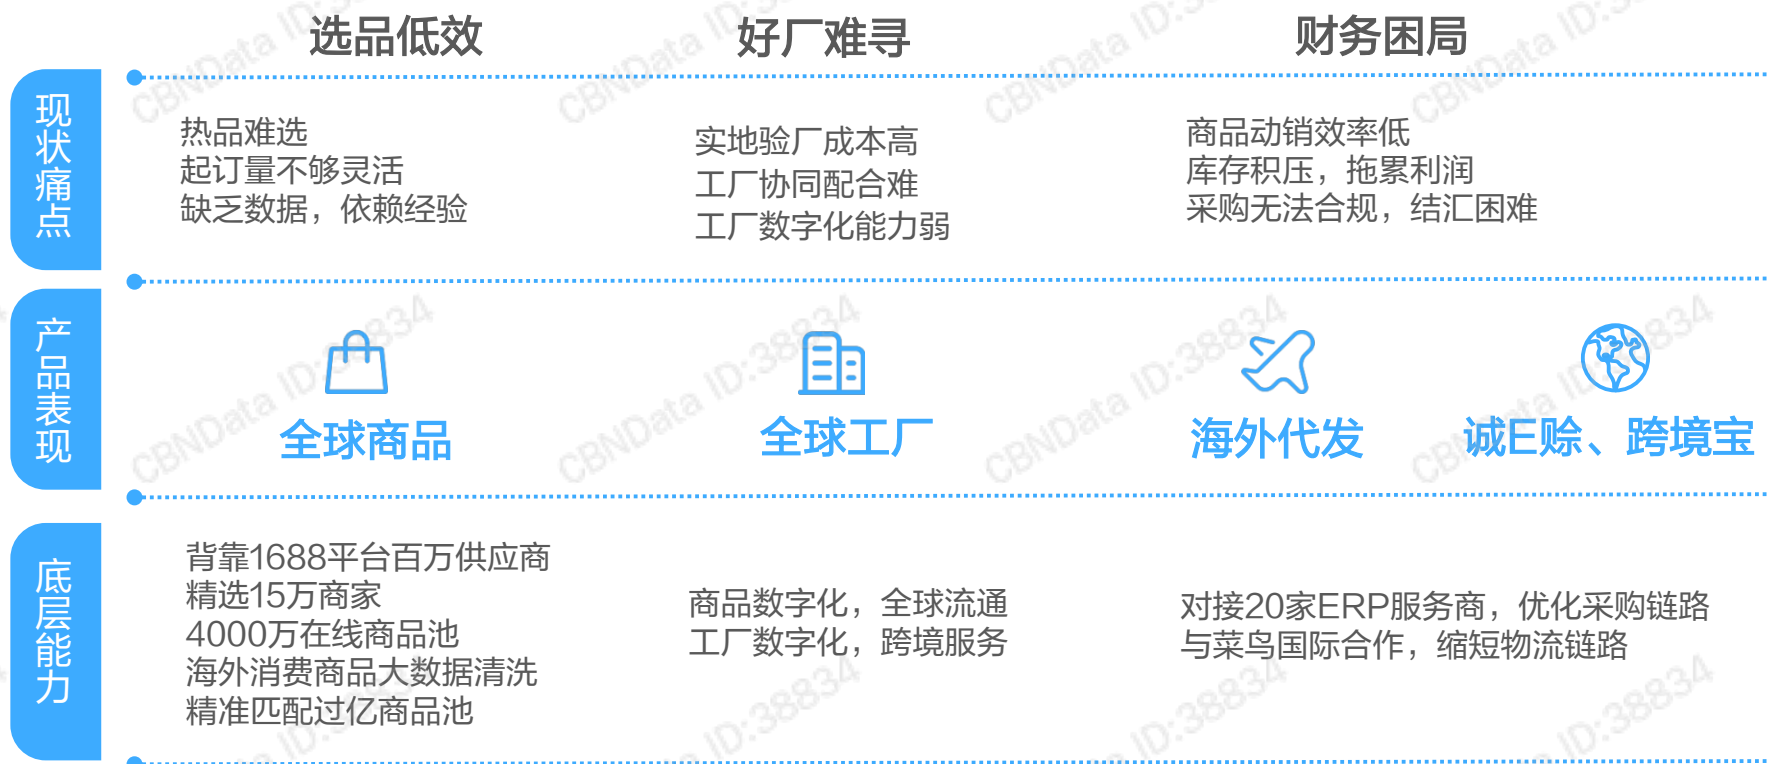 选品低效
好厂难寻
财务困局
现状痛点
热品难选
起订量不够灵活
缺乏数据，依赖经验
实地验厂成本高
工厂协同配合难
工厂数字化能力弱
商品动销效率低
库存积压，拖累利润
采购无法合规，结汇困难
产品表现
全球商品
全球工厂
海外代发
诚E赊、跨境宝
底层能力
背靠1688平台百万供应商
精选15万商家
4000万在线商品池
海外消费商品大数据清洗
精准匹配过亿商品池
商品数字化，全球流通
工厂数字化，跨境服务
对接20家ERP服务商，优化采购链路
与菜鸟国际合作，缩短物流链路
CBNData ID:38834